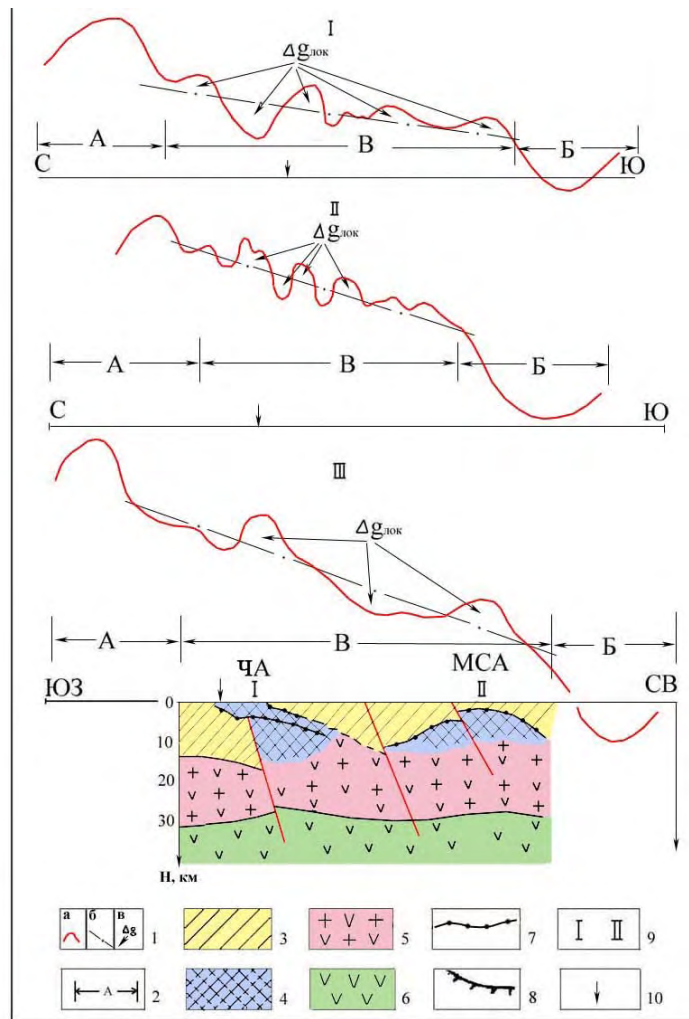 I
Δgлок
А В Б
С Ю
II
Δgлок
А В Б
С Ю
III
Δgлок
А В Б
ЧА МСА
ЮЗ I II СВ
0
10
20
30
Н, км
а б в Δg 1
3
5
7
I II 9
А 2
4
6
8
10